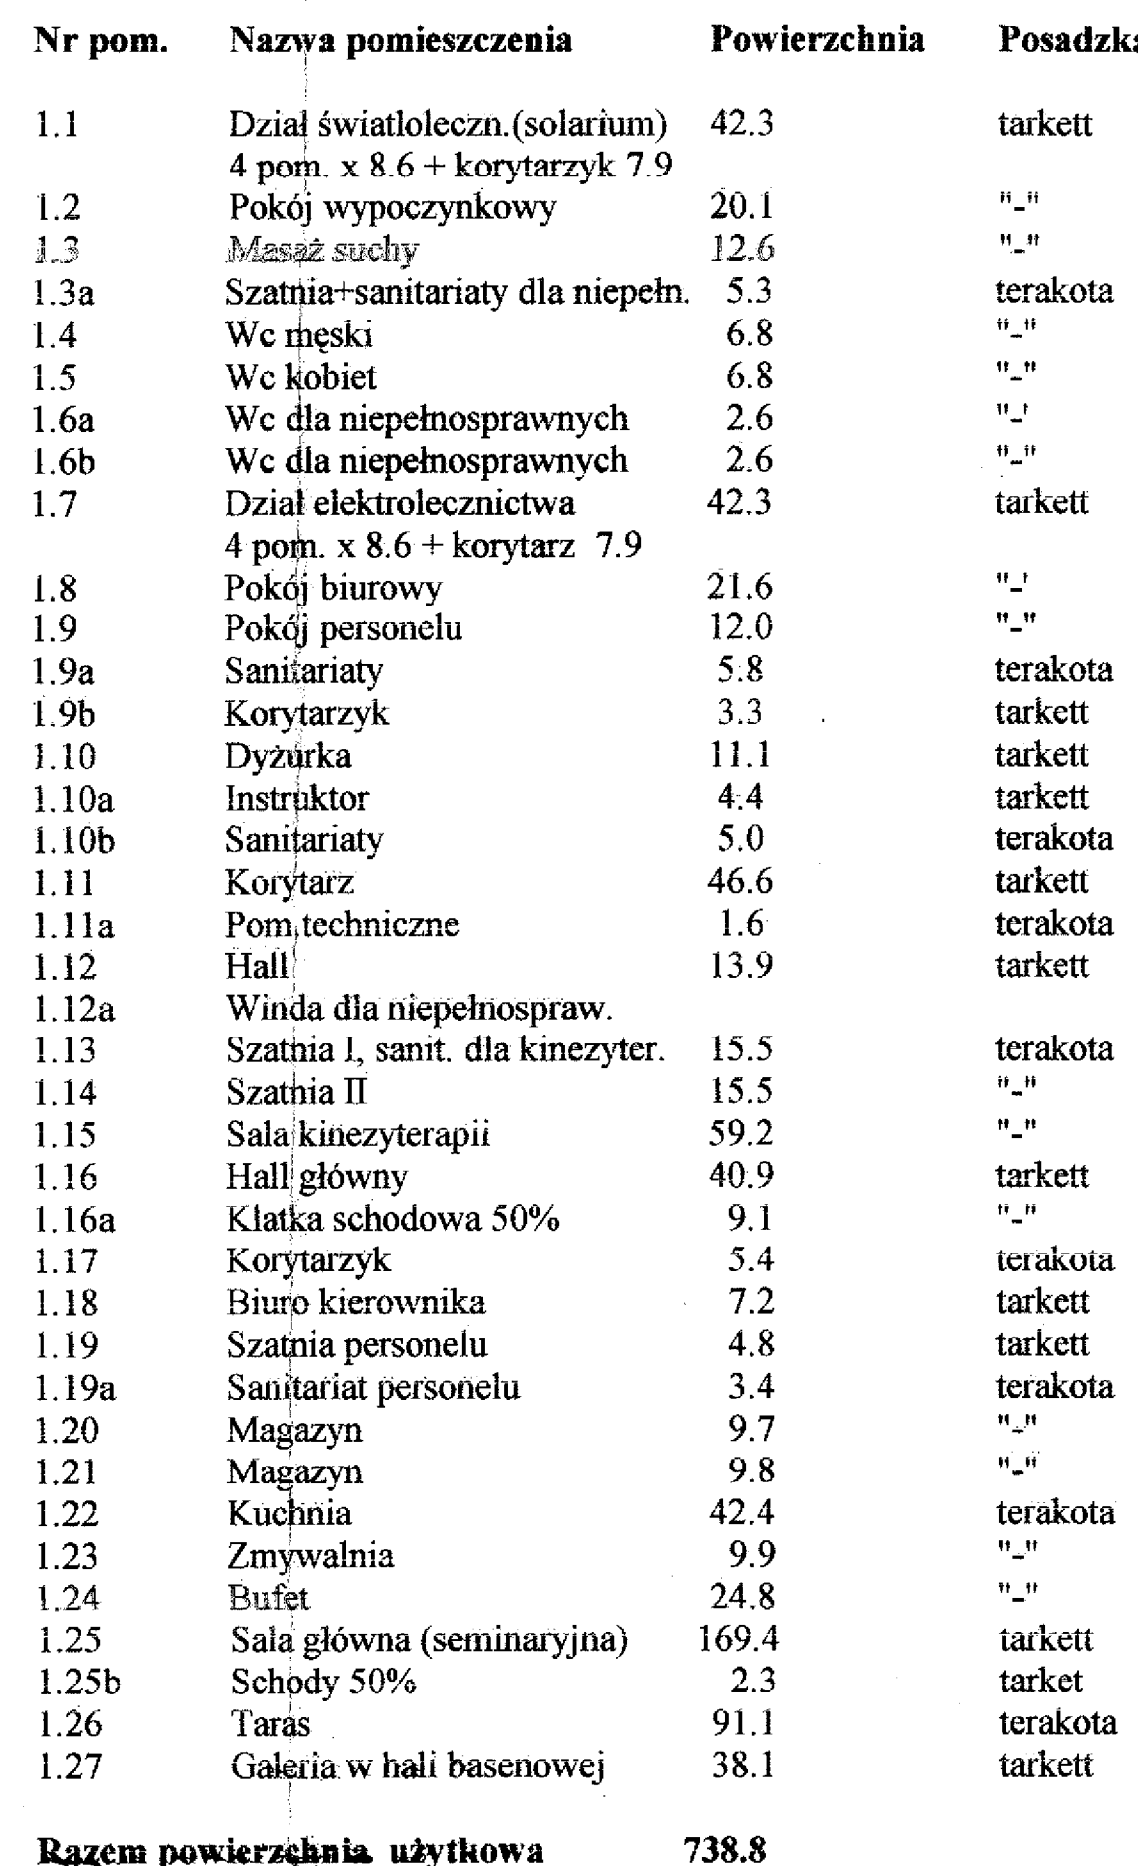 Nr pom. Nazwa pomieszczenia Powierzchnia Posadzka
1.1 Dział światloleczn.(solarium) 42.3 tarkett
4 pom. x 8.6 + korytarzyk 7.9
1.2 Pokój wypoczynkowy 20.1 "-"
1.3 Masaż suchy 12.6 "-"
1.3a Szatnia+sanitariaty dla niepełn. 5.3 terakota
1.4 Wc męski 6.8 "-"
1.5 Wc kobiet 6.8 "-"
1.6a Wc dla niepełnosprawnych 2.6 "-'
1.6b Wc dla niepełnosprawnych 2.6 "-"
1.7 Dział elektrolecznictwa 42.3 tarkett
4 pom. x 8.6 + korytarz 7.9
1.8 Pokój biurowy 21.6 "-'
1.9 Pokój personelu 12.0 "-"
1.9a Sanitariaty 5.8 terakota
1.9b Korytarzyk 3.3 tarkett
1.10 Dyżurka 11.1 tarkett
1.10a Instruktor 4.4 tarkett
1.10b Sanitariaty 5.0 terakota
1.11 Korytarz 46.6 tarkett
1.11a Pom.techniczne 1.6 terakota
1.12 Hall 13.9 tarkett
1.12a Winda dla niepełnospraw.
1.13 Szatnia I, sanit. dla kinezyter. 15.5 terakota
1.14 Szatnia II 15.5 "-"
1.15 Sala kinezyterapii 59.2 "-"
1.16 Hall główny 40.9 tarkett
1.16a Klatka schodowa 50% 9.1 "-"
1.17 Korytarzyk 5.4 terakota
1.18 Biuro kierownika 7.2 tarkett
1.19 Szatnia personelu 4.8 tarkett
1.19a Sanitariat personelu 3.4 terakota
1.20 Magazyn 9.7 "-"
1.21 Magazyn 9.8 "-"
1.22 Kuchnia 42.4 terakota
1.23 Zmywalnia 9.9 "-"
1.24 Bufet 24.8 "-"
1.25 Sala główna (seminaryjna) 169.4 tarkett
1.25b Schody 50% 2.3 tarket
1.26 Taras 91.1 terakota
1.27 Galeria w hali basenowej 38.1 tarkett
Razem powierzchnia użytkowa 738.8